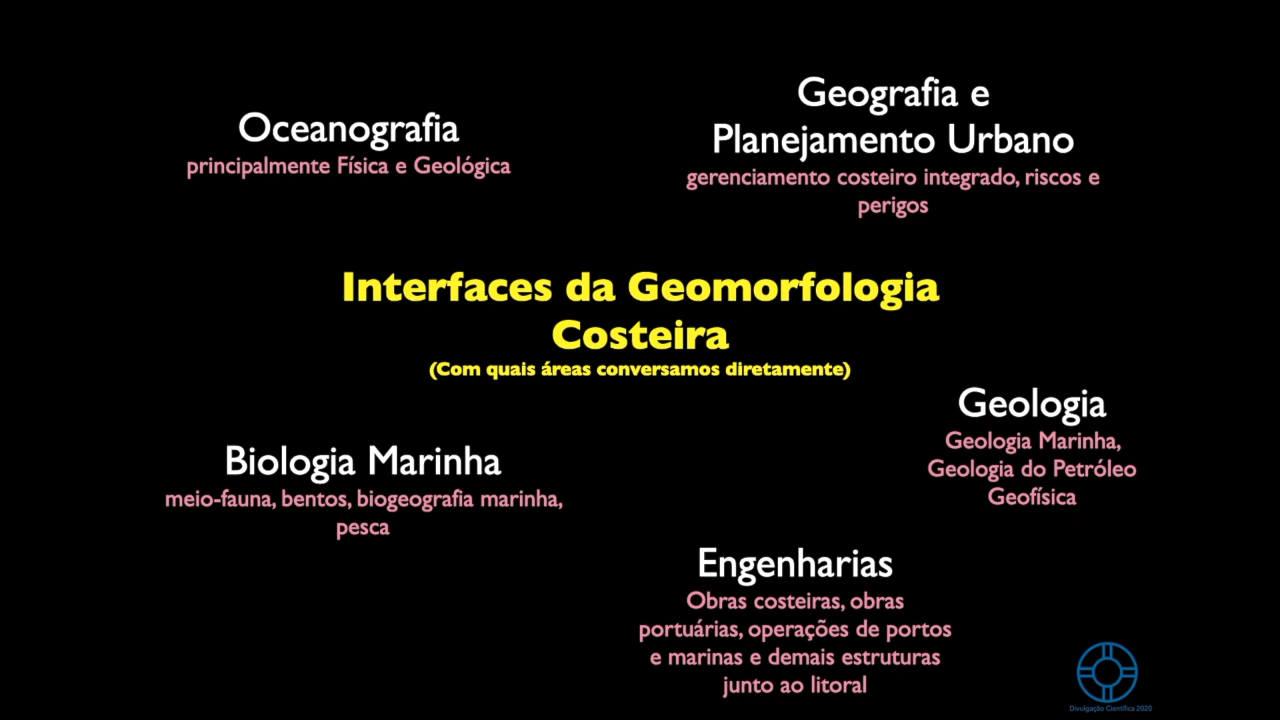 Oceanografia
principalmente Física e Geológica
Geografia e
Planejamento Urbano
gerenciamento costeiro integrado, riscos e
perigos
Interfaces da Geomorfologia
Costeira
(Com quais áreas conversamos diretamente)
Geologia
Geologia Marinha,
Geologia do Petróleo
Geofísica
Biologia Marinha
meio-fauna, bentos, biogeografia marinha,
pesca
Engenharias
Obras costeiras, obras
portuárias, operações de portos
e marinas e demais estruturas
junto ao litoral
Divulgação Científica 2020